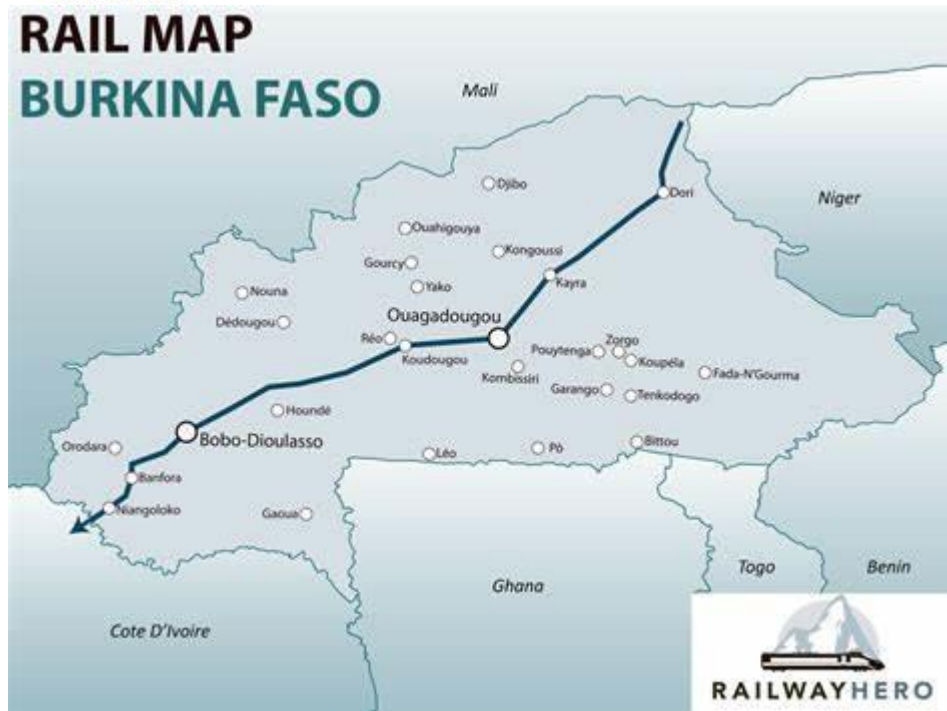 RAIL MAP
BURKINA FASO
Mali
Djibo
Dori
Niger
Ouahigouya
Kongoussi
Gourcy
Kayra
Yako
Nouna
Ouagadougou
Dédougou
Réo
Koudougou
Pouytenga
Zorgo
Koupéla
Kombissiri
Fada-N'Gourma
Garango
Tenkodogo
Houndé
Bobo-Dioulasso
Orodara
Bittou
Pô
Léo
Banfora
Niangoloko
Gaoua
Ghana
Togo
Benin
Cote D'Ivoire
RAILWAYHERO